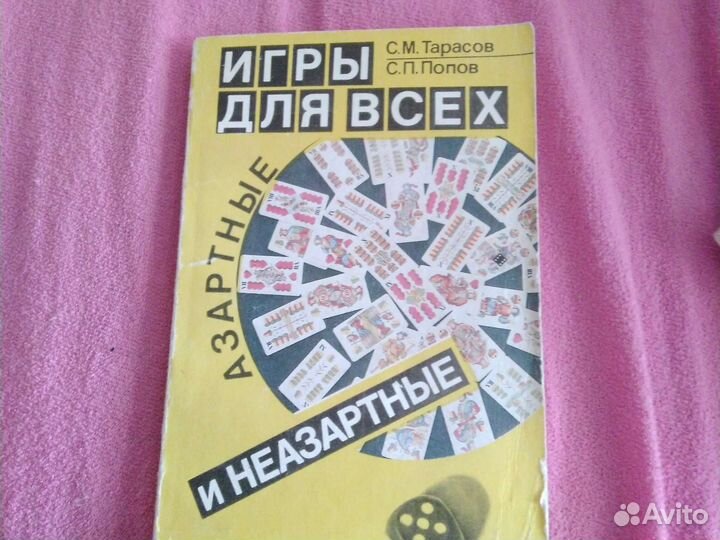 С.М. Тарасов
С.П. Попов
ИГРЫ
ДЛЯ ВСЕХ
АЗАРТНЫЕ
и НЕАЗАРТНЫЕ
Avito